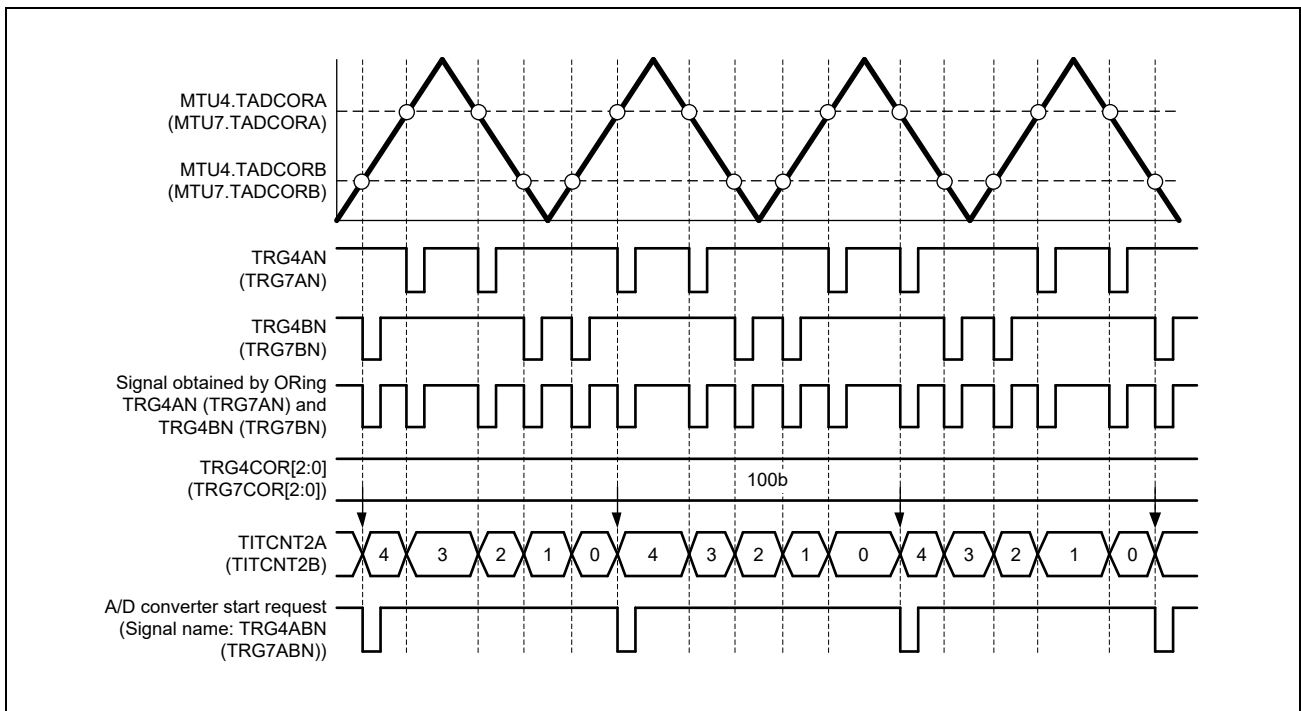 MTU4.TADCORA
(MTU7.TADCORA)
MTU4.TADCORB
(MTU7.TADCORB)
TRG4AN
(TRG7AN)
TRG4BN
(TRG7BN)
Signal obtained by ORing
TRG4AN (TRG7AN) and
TRG4BN (TRG7BN)
TRG4COR[2:0]
(TRG7COR[2:0])
100b
TITCNT2A
(TITCNT2B)
4 3 2 1 0 4 3 2 1 0 4 3 2 1 0
A/D converter start request
(Signal name: TRG4ABN
(TRG7ABN))